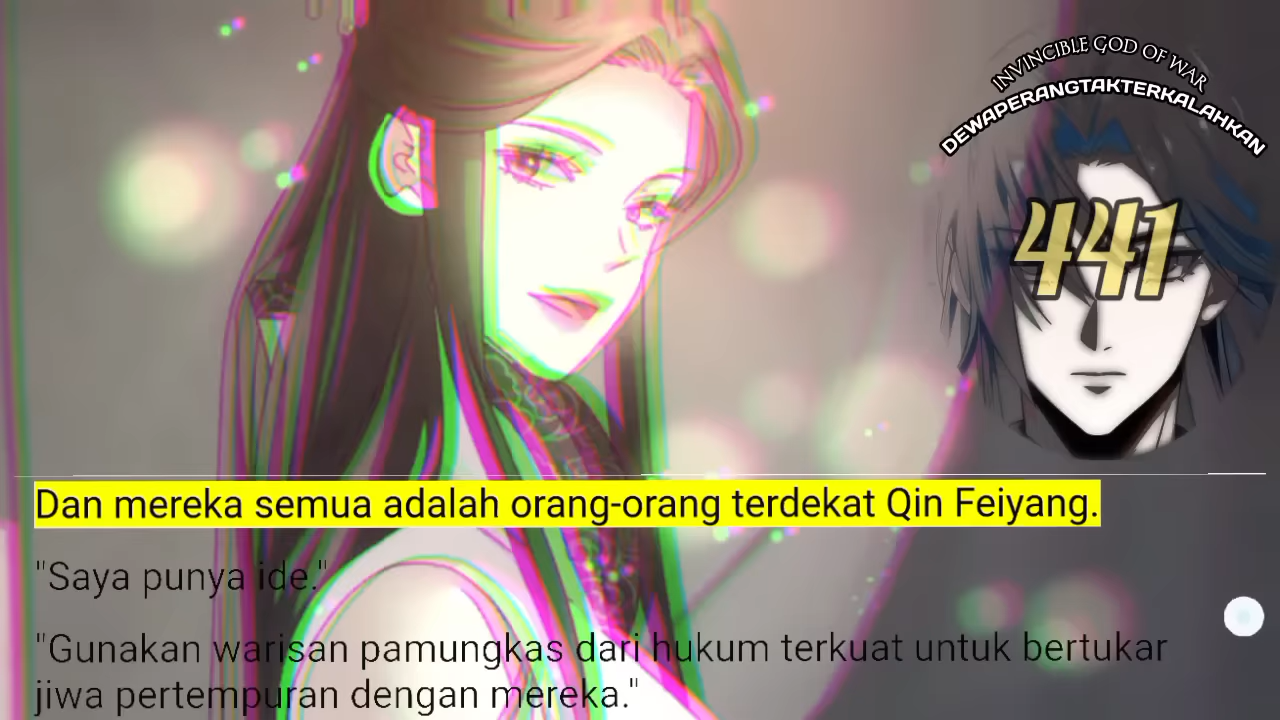 INVINCIBLE GOD OF WAR
DEWAPERANGTAKTERKALAHKAN
441
Dan mereka semua adalah orang-orang terdekat Qin Feiyang.
"Saya punya ide."
"Gunakan warisan pamungkas dari hukum terkuat untuk bertukar
jiwa pertempuran dengan mereka."